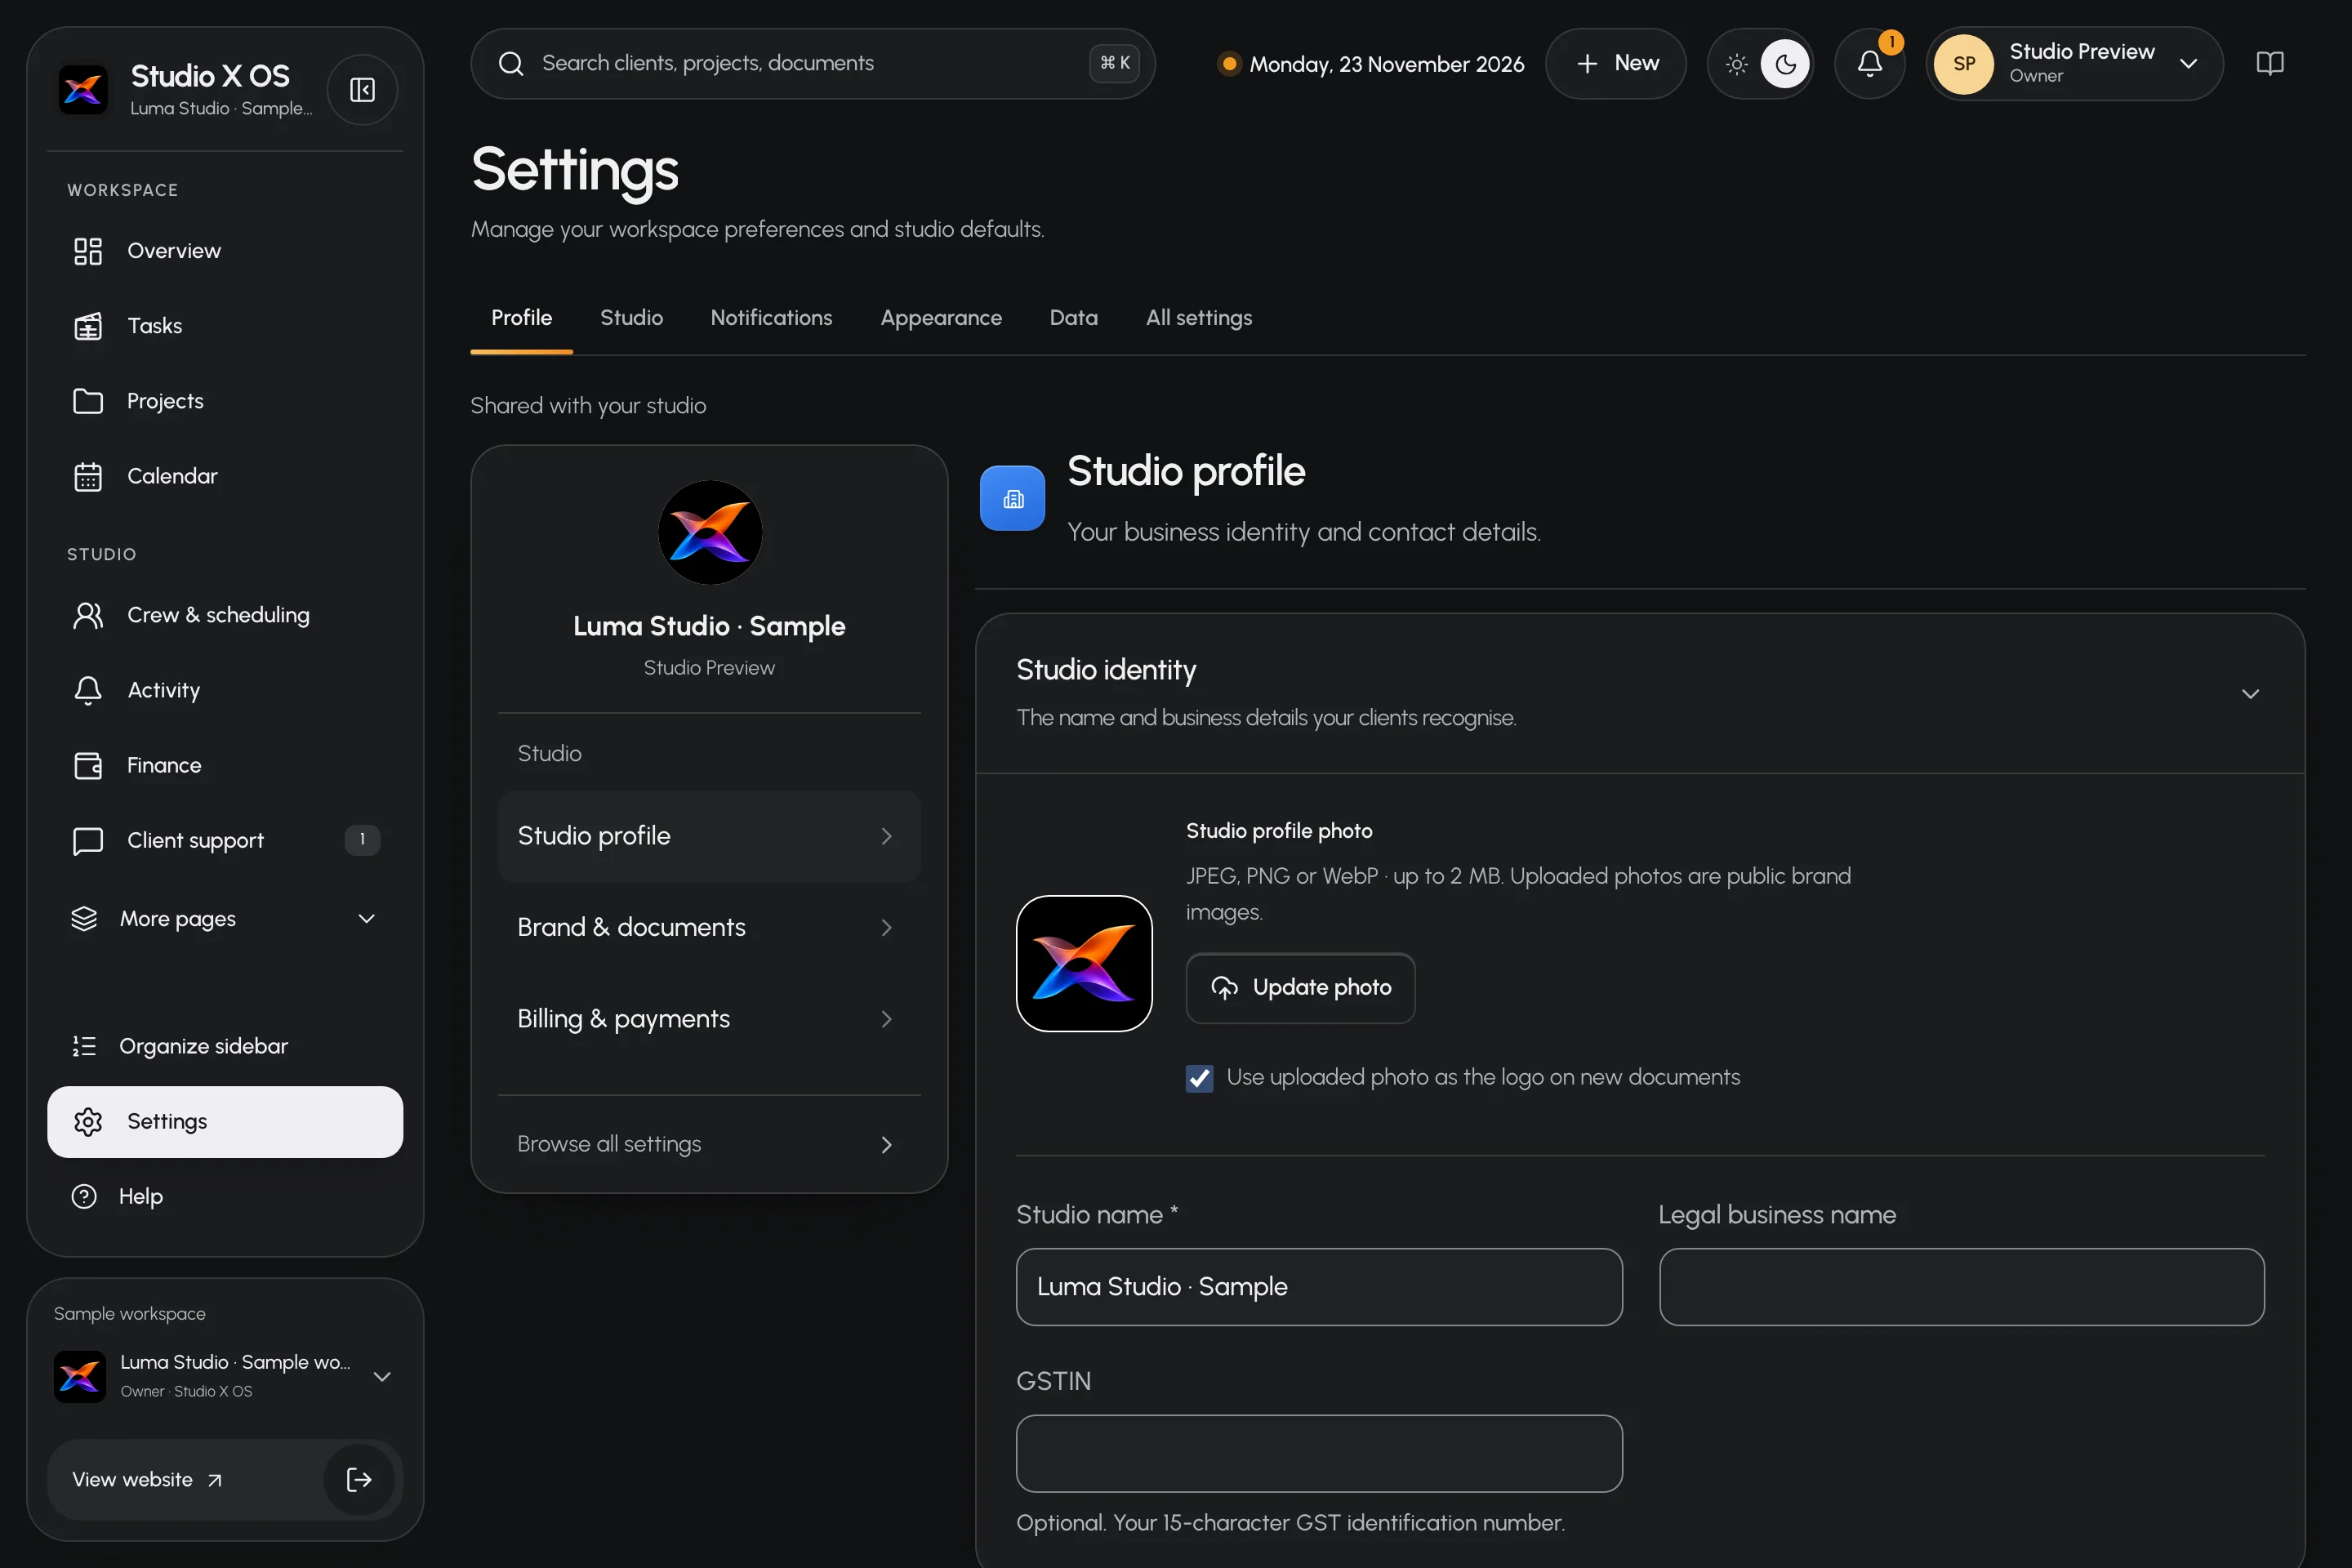 Studio X OS
Luma Studio · Sample...
WORKSPACE
Overview
Tasks
Projects
Calendar
STUDIO
Crew & scheduling
Activity
Finance
Client support
1
More pages
Organize sidebar
Settings
Help
Sample workspace
Luma Studio · Sample wo...
Owner · Studio X OS
View website
Search clients, projects, documents
⌘ K
Monday, 23 November 2026
New
1
SP
Studio Preview
Owner
Settings
Manage your workspace preferences and studio defaults.
Profile
Studio
Notifications
Appearance
Data
All settings
Shared with your studio
Luma Studio · Sample
Studio Preview
Studio
Studio profile
Brand & documents
Billing & payments
Browse all settings
Studio profile
Your business identity and contact details.
Studio identity
The name and business details your clients recognise.
Studio profile photo
JPEG, PNG or WebP · up to 2 MB. Uploaded photos are public brand
images.
Update photo
Use uploaded photo as the logo on new documents
Studio name *
Luma Studio · Sample
Legal business name
GSTIN
Optional. Your 15-character GST identification number.